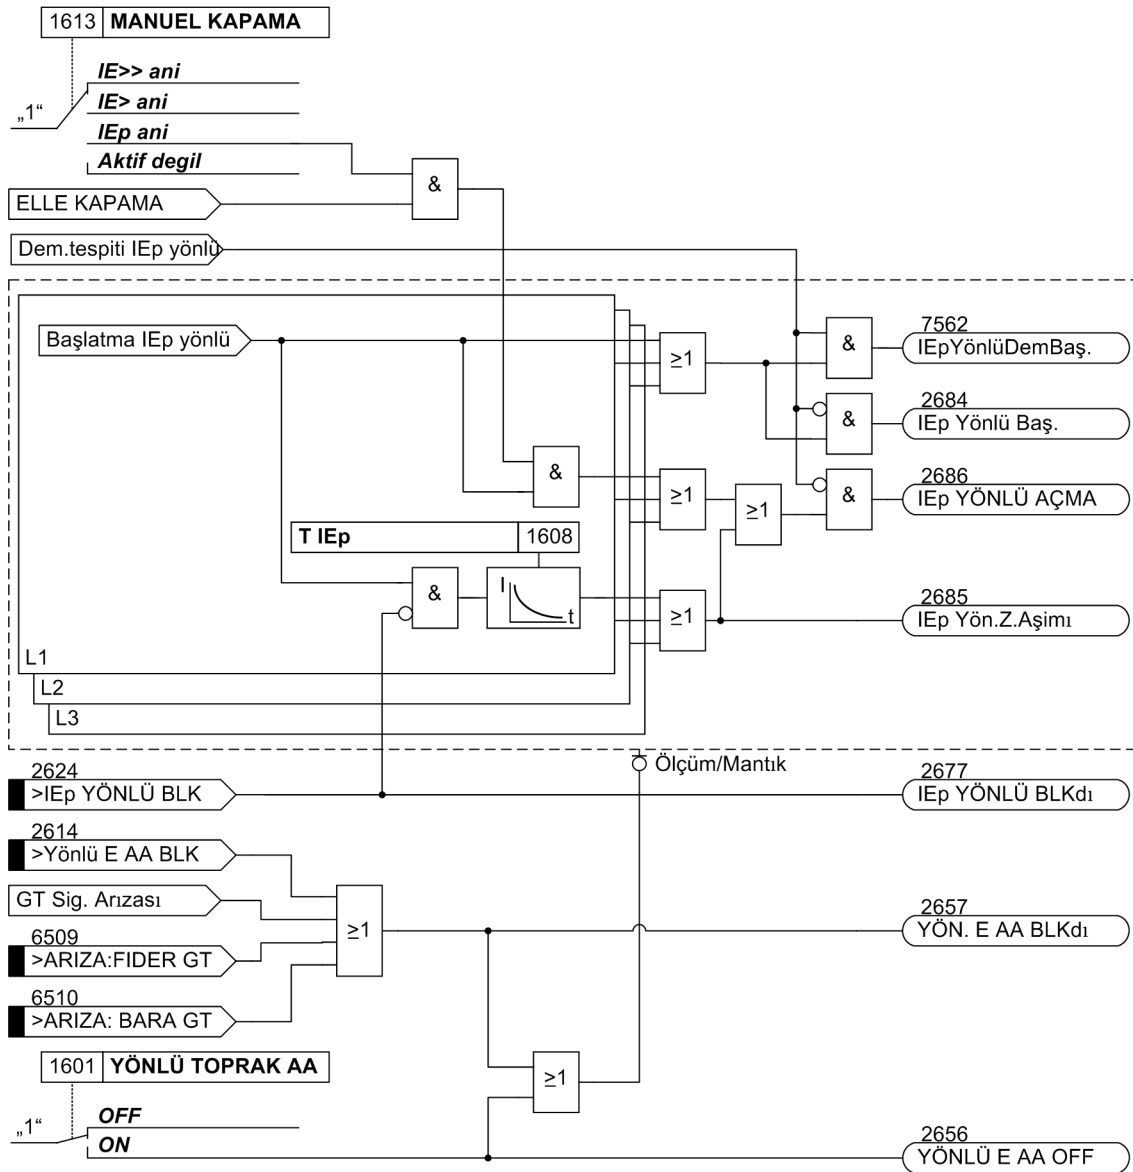 1613 MANUEL KAPAMA
IE>> ani
IE> ani
„1“
IEp ani
Aktif degil
&
ELLE KAPAMA
Dem.tespiti IEp yönlü
Başlatma IEp yönlü
≥1
&
7562
IEpYönlüDemBaş.
&
2684
IEp Yönlü Baş.
&
≥1
≥1
&
2686
IEp YÖNLÜ AÇMA
T IEp 1608
&
I
t
≥1
2685
IEp Yön.Z.Aşimı
L1
L2
L3
Ölçüm/Mantık
2624
>IEp YÖNLÜ BLK
2677
IEp YÖNLÜ BLKdı
2614
>Yönlü E AA BLK
GT Sig. Arızası
≥1
2657
YÖN. E AA BLKdı
6509
>ARIZA:FIDER GT
6510
>ARIZA: BARA GT
1601 YÖNLÜ TOPRAK AA
≥1
OFF
„1“
ON
2656
YÖNLÜ E AA OFF